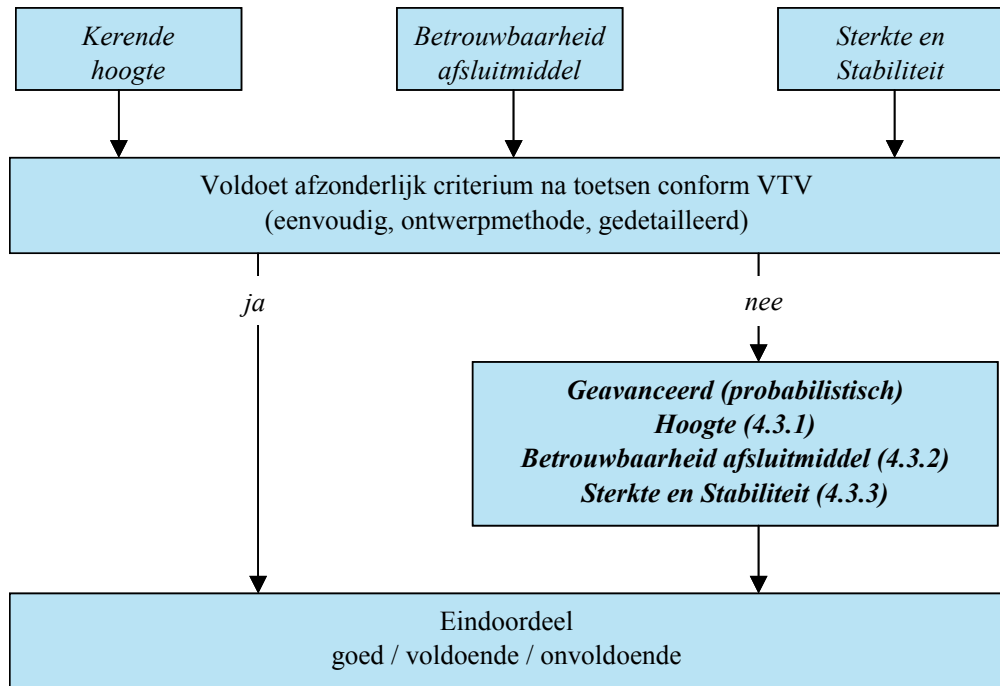 Kerende
hoogte
Betrouwbaarheid
afsluitmiddel
Sterkte en
Stabiliteit
Voldoet afzonderlijk criterium na toetsen conform VTV
(eenvoudig, ontwerpmethode, gedetailleerd)
ja
nee
Geavanceerd (probabilistisch)
Hoogte (4.3.1)
Betrouwbaarheid afsluitmiddel (4.3.2)
Sterkte en Stabiliteit (4.3.3)
Eindoordeel
goed / voldoende / onvoldoende